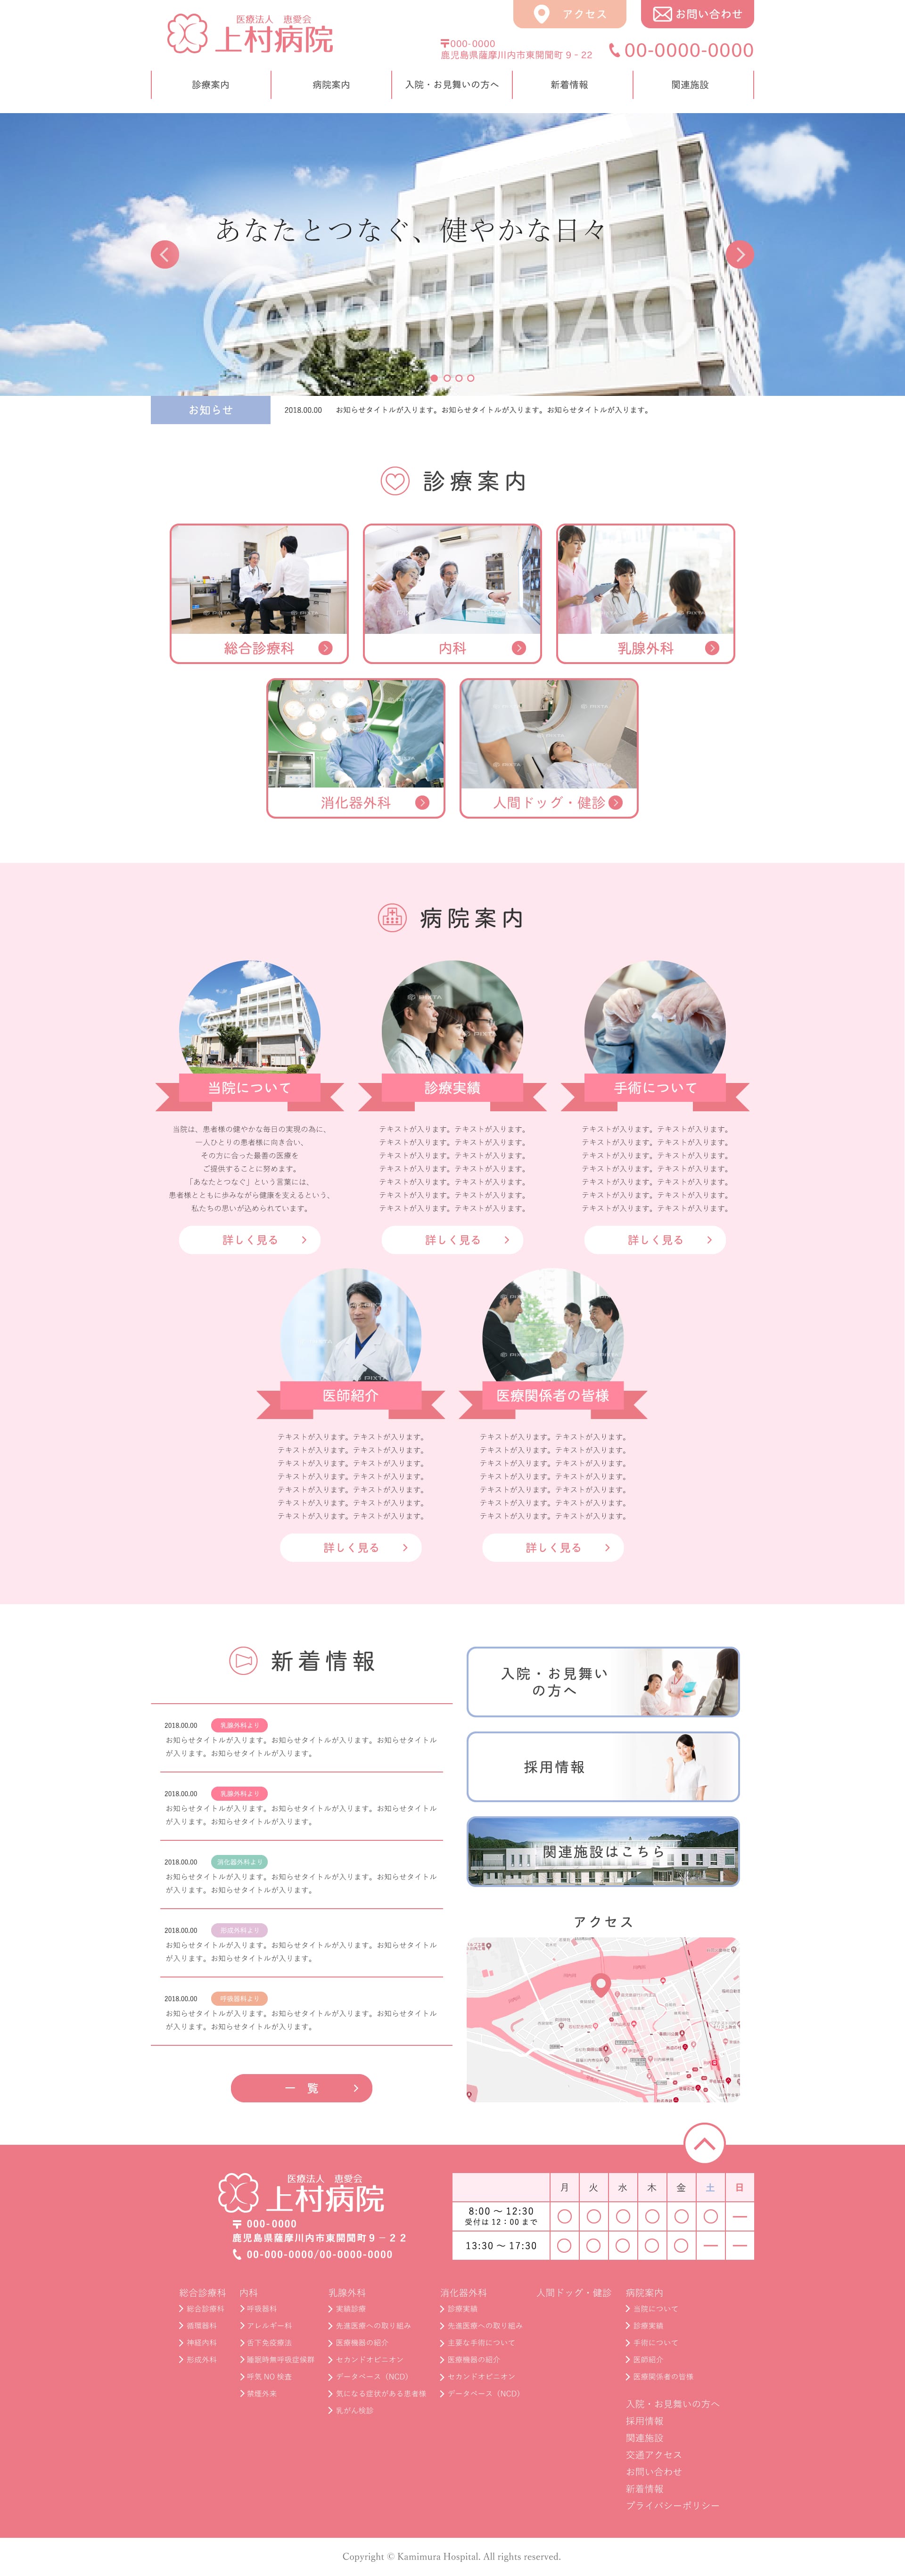 アクセス
お問い合わせ
医療法人 恵愛会
上村病院
〒000-0000
鹿児島県薩摩川内市東開聞町９‐22
00-0000-0000
診療案内
病院案内
入院・お見舞いの方へ
新着情報
関連施設
あなたとつなぐ、健やかな日々
photoAC
お知らせ
2018.00.00 お知らせタイトルが入ります。お知らせタイトルが入ります。お知らせタイトルが入ります。
診療案内
総合診療科
内科
乳腺外科
消化器外科
人間ドッグ・健診
病院案内
当院について
診療実績
手術について
当院は、患者様の健やかな毎日の実現の為に、
一人ひとりの患者様に向き合い、
その方に合った最善の医療を
ご提供することに努めます。
「あなたとつなぐ」という言葉には、
患者様とともに歩みながら健康を支えるという、
私たちの思いが込められています。
テキストが入ります。テキストが入ります。
テキストが入ります。テキストが入ります。
テキストが入ります。テキストが入ります。
テキストが入ります。テキストが入ります。
テキストが入ります。テキストが入ります。
テキストが入ります。テキストが入ります。
テキストが入ります。テキストが入ります。
テキストが入ります。テキストが入ります。
テキストが入ります。テキストが入ります。
テキストが入ります。テキストが入ります。
テキストが入ります。テキストが入ります。
テキストが入ります。テキストが入ります。
テキストが入ります。テキストが入ります。
テキストが入ります。テキストが入ります。
詳しく見る
詳しく見る
詳しく見る
医師紹介
医療関係者の皆様
テキストが入ります。テキストが入ります。
テキストが入ります。テキストが入ります。
テキストが入ります。テキストが入ります。
テキストが入ります。テキストが入ります。
テキストが入ります。テキストが入ります。
テキストが入ります。テキストが入ります。
テキストが入ります。テキストが入ります。
テキストが入ります。テキストが入ります。
テキストが入ります。テキストが入ります。
テキストが入ります。テキストが入ります。
テキストが入ります。テキストが入ります。
テキストが入ります。テキストが入ります。
テキストが入ります。テキストが入ります。
テキストが入ります。テキストが入ります。
詳しく見る
詳しく見る
新着情報
2018.00.00 乳腺外科より
お知らせタイトルが入ります。お知らせタイトルが入ります。お知らせタイトル
が入ります。お知らせタイトルが入ります。
2018.00.00 乳腺外科より
お知らせタイトルが入ります。お知らせタイトルが入ります。お知らせタイトル
が入ります。お知らせタイトルが入ります。
2018.00.00 消化器外科より
お知らせタイトルが入ります。お知らせタイトルが入ります。お知らせタイトル
が入ります。お知らせタイトルが入ります。
2018.00.00 形成外科より
お知らせタイトルが入ります。お知らせタイトルが入ります。お知らせタイトル
が入ります。お知らせタイトルが入ります。
2018.00.00 呼吸器科より
お知らせタイトルが入ります。お知らせタイトルが入ります。お知らせタイトル
が入ります。お知らせタイトルが入ります。
一 覧
入院・お見舞い
の方へ
採用情報
関連施設はこちら
アクセス
医療法人 恵愛会
上村病院
〒 000-0000
鹿児島県薩摩川内市東開聞町９－２２
00-000-0000/00-0000-0000
月 火 水 木 金 土 日
8:00 〜 12:30
受付は 12：00 まで
13:30 〜 17:30
総合診療科
総合診療科
循環器科
神経内科
形成外科
内科
呼吸器科
アレルギー科
舌下免疫療法
睡眠時無呼吸症候群
呼気 NO 検査
禁煙外来
乳腺外科
実績診療
先進医療への取り組み
医療機器の紹介
セカンドオピニオン
データベース（NCD）
気になる症状がある患者様
乳がん検診
消化器外科
診療実績
先進医療への取り組み
主要な手術について
医療機器の紹介
セカンドオピニオン
データベース（NCD）
人間ドッグ・健診
病院案内
当院について
診療実績
手術について
医師紹介
医療関係者の皆様
入院・お見舞いの方へ
採用情報
関連施設
交通アクセス
お問い合わせ
新着情報
プライバシーポリシー
Copyright © Kamimura Hospital. All rights reserved.